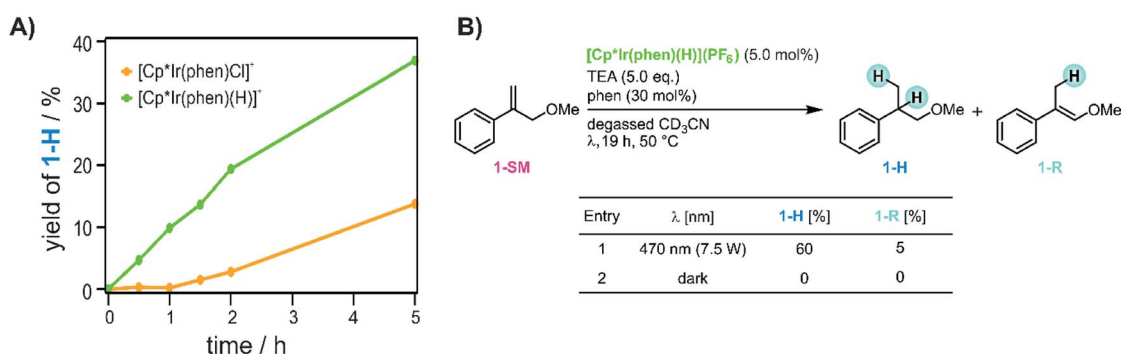 A)
yield of 1-H / %
40
30
20
10
0
[Cp*Ir(phen)Cl]⁺
[Cp*Ir(phen)(H)]⁺
0 1 2 3 4 5
time / h
B)
[Cp*Ir(phen)(H)](PF₆) (5.0 mol%)
TEA (5.0 eq.)
phen (30 mol%)
degassed CD₃CN
λ, 19 h, 50 °C
OMe
1-SM
H
H
OMe
1-H
+
H
OMe
1-R
Entry λ [nm] 1-H [%] 1-R [%]
1 470 nm (7.5 W) 60 5
2 dark 0 0